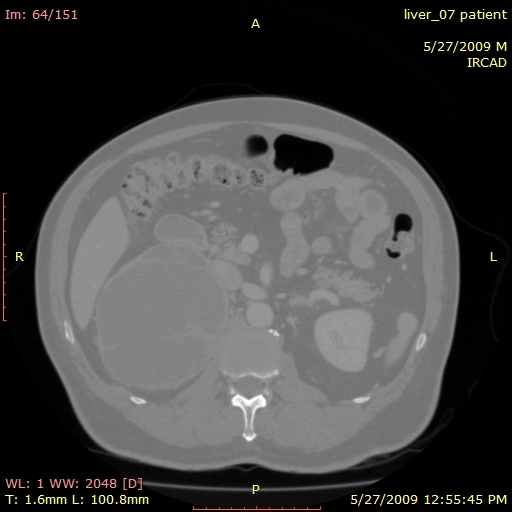 Im: 64/151
liver_07 patient
A
5/27/2009 M
IRCAD
R
L
WL: 1 WW: 2048 [D]
T: 1.6mm L: 100.8mm
P
5/27/2009 12:55:45 PM